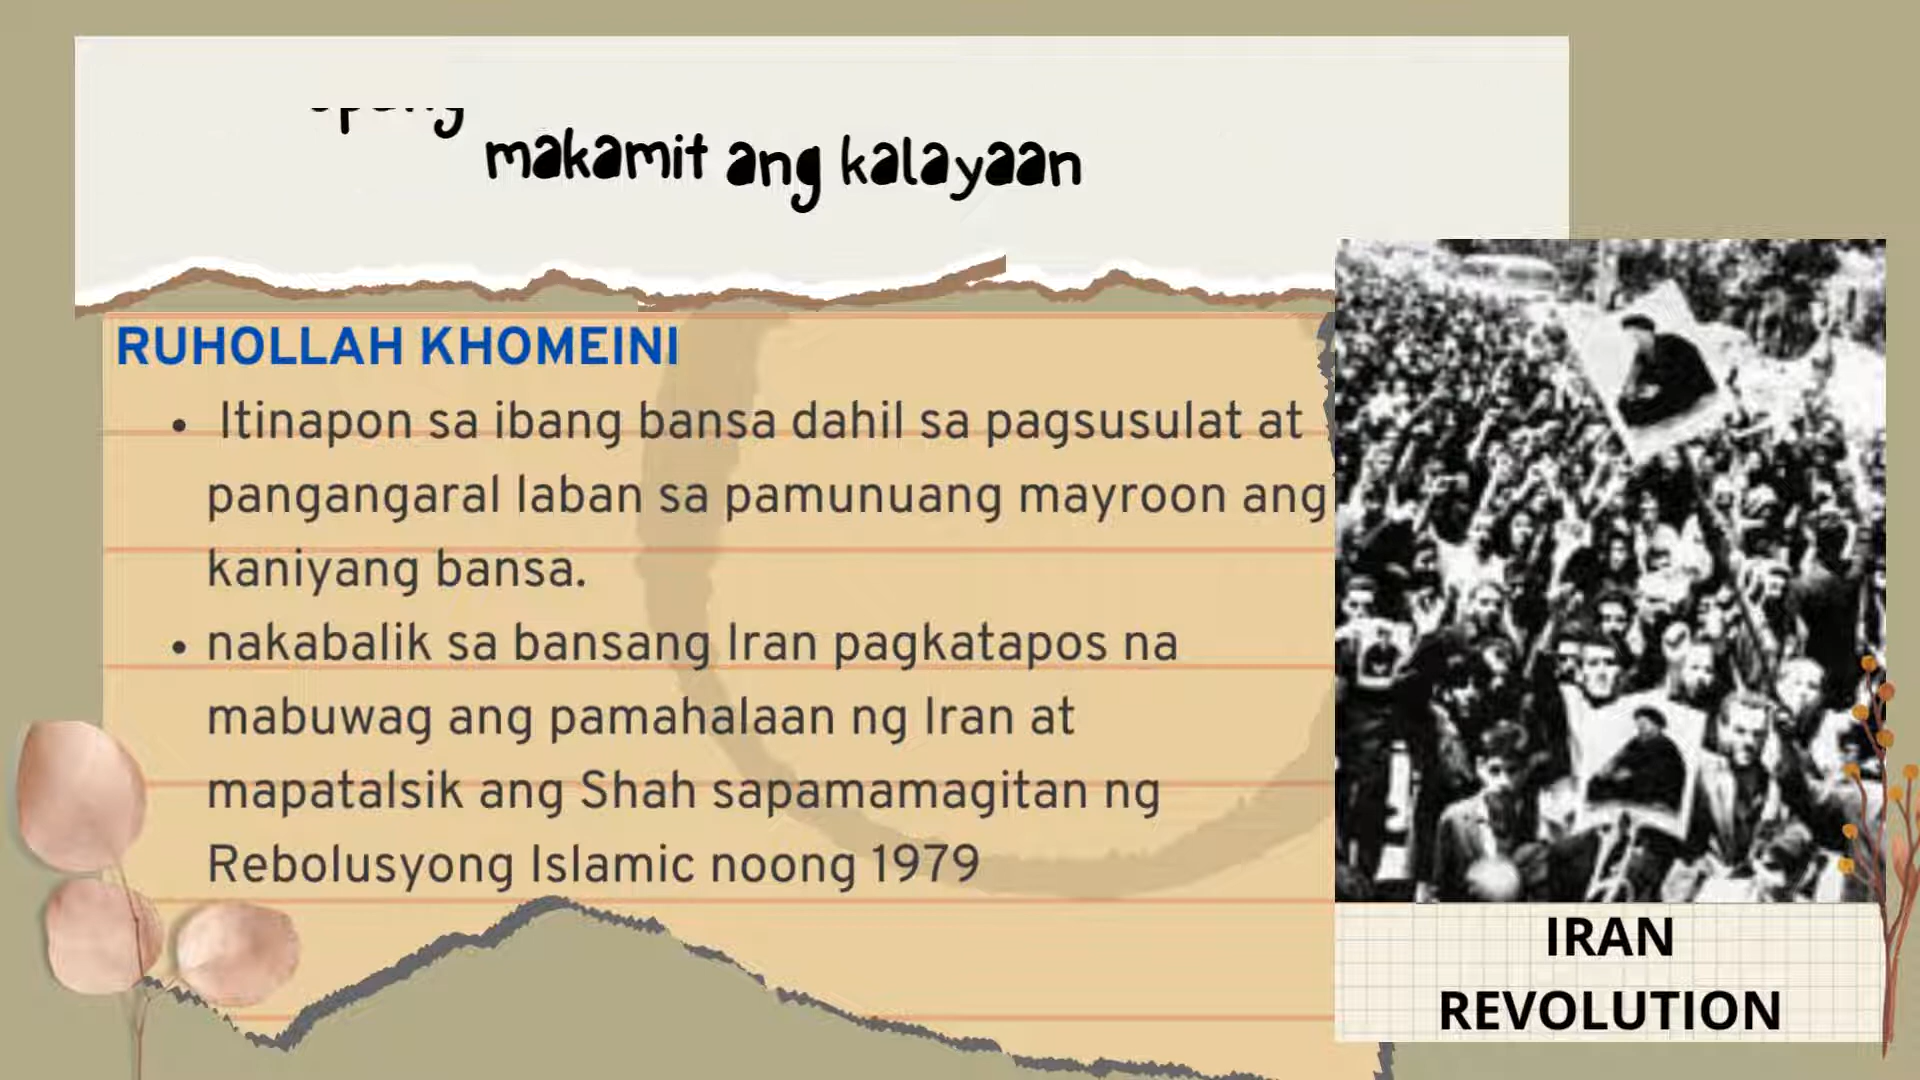 makamit ang kalayaan
RUHOLLAH KHOMEINI
• Itinapon sa ibang bansa dahil sa pagsusulat at
pangangaral laban sa pamunuang mayroon ang
kaniyang bansa.
• nakabalik sa bansang Iran pagkatapos na
mabuwag ang pamahalaan ng Iran at
mapatalsik ang Shah sapamamagitan ng
Rebolusyong Islamic noong 1979
IRAN
REVOLUTION